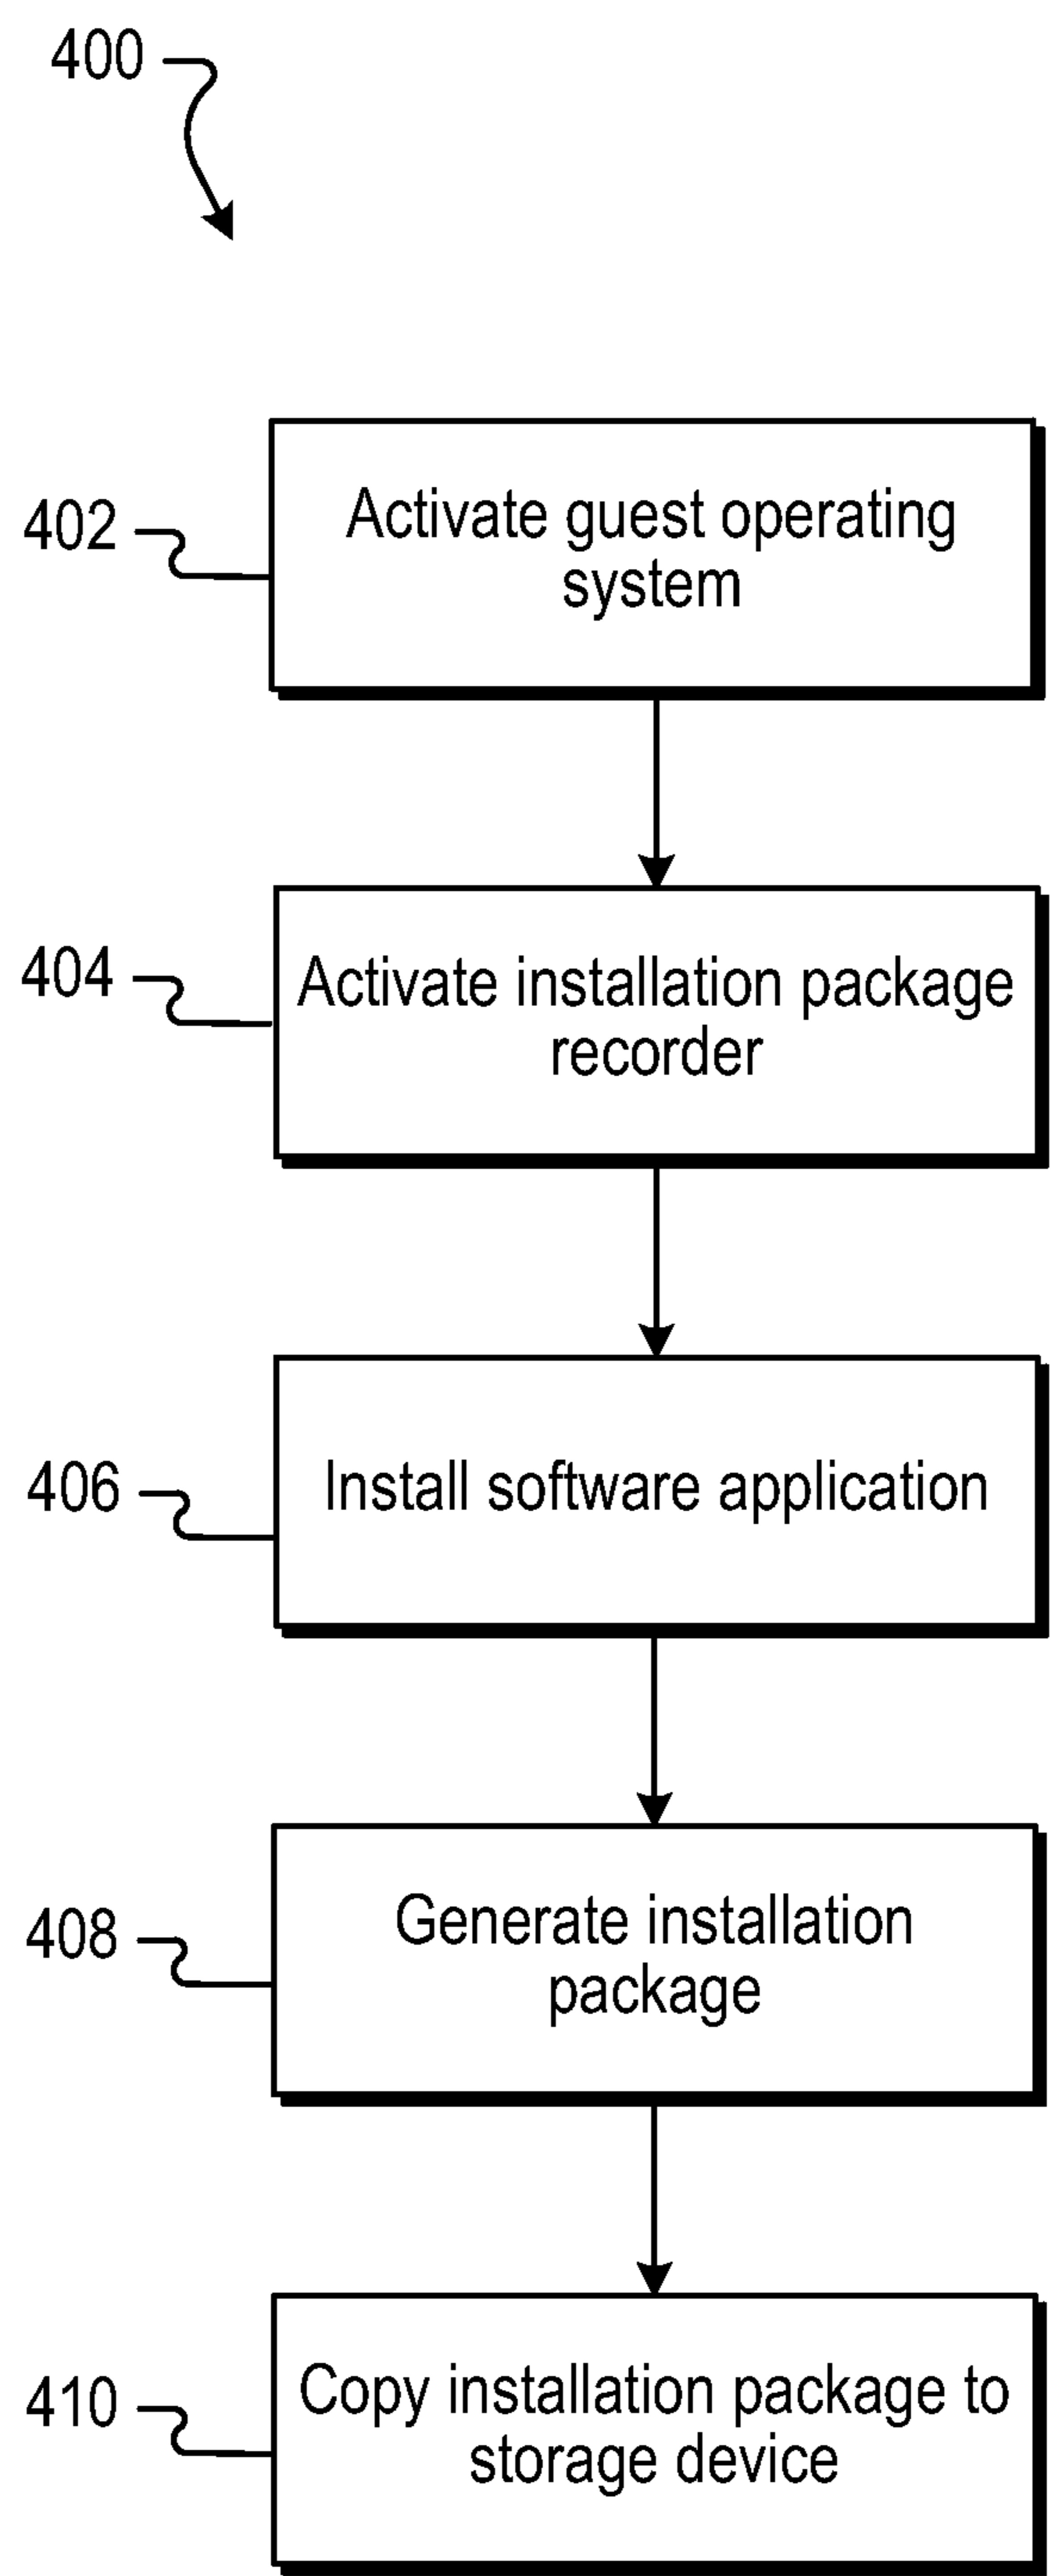 400
402
Activate guest operating
system
404
Activate installation package
recorder
406
Install software application
408
Generate installation
package
410
Copy installation package to
storage device